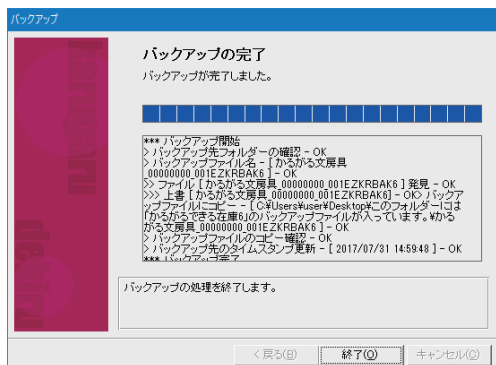 バックアップ
バックアップの完了
バックアップが完了しました。
*** バックアップ開始
> バックアップ先フォルダーの確認 - OK
> バックアップファイル名 - [ かるがる文房具
_00000000_001EZKRBAK6 ] - OK
>> ファイル [ かるがる文房具_00000000_001EZKRBAK6 ] 発見 - OK
>>> 上書 [ かるがる文房具_00000000_001EZKRBAK6] - OK> バックア
ップファイルにコピー - [ C:¥Users¥user¥Desktop¥このフォルダーには
「かるがるできる在庫6」のバックアップファイルが入っています。¥かる
がる文房具_00000000_001EZKRBAK6 ] - OK
> バックアップファイルのコピー確認 - OK
> バックアップ先のタイムスタンプ更新 - [ 2017/07/31 14:59:48 ] - OK
*** バックアップ完了
バックアップの処理を終了します。
< 戻る(B)
終了(O)
キャンセル(C)
karugaru
dekiru